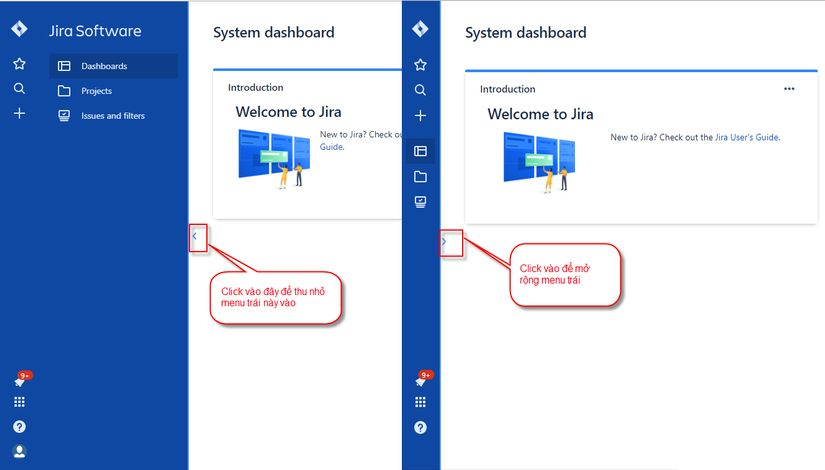 Jira Software
Dashboards
Projects
Issues and filters
9+
System dashboard
Introduction
Welcome to Jira
New to Jira? Check ou
Guide.
Click vào đây để thu nhỏ
menu trái này vào
9+
System dashboard
Introduction
Welcome to Jira
New to Jira? Check out the Jira User's Guide.
Click vào để mở
rộng menu trái